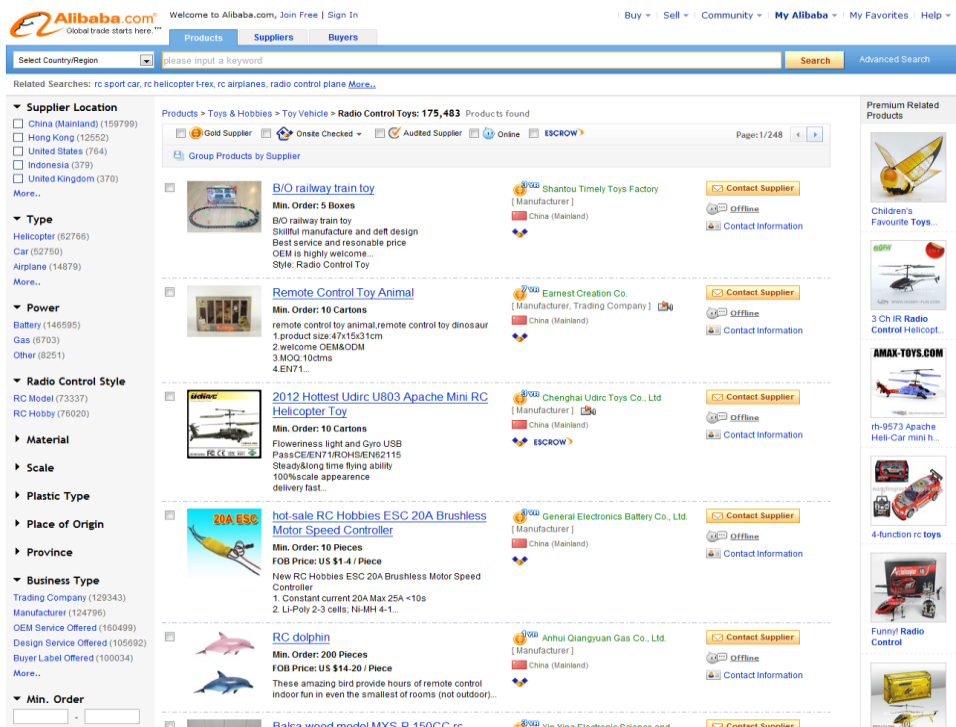 Alibaba.com®
Global trade starts here.™
Welcome to Alibaba.com, Join Free | Sign In
Buy
Sell
Community
My Alibaba
My Favorites
Help
Products
Suppliers
Buyers
Select Country/Region
please input a keyword
Search
Advanced Search
Related Searches: rc sport car, rc helicopter t-rex, rc airplanes, radio control plane More..
Supplier Location
China (Mainland) (159799)
Hong Kong (12552)
United States (764)
Indonesia (379)
United Kingdom (370)
More..
Type
Helicopter (62766)
Car (52750)
Airplane (14879)
More..
Power
Battery (146595)
Gas (6703)
Other (8251)
Radio Control Style
RC Model (73337)
RC Hobby (76020)
Material
Scale
Plastic Type
Place of Origin
Province
Business Type
Trading Company (129343)
Manufacturer (124796)
OEM Service Offered (160499)
Design Service Offered (105692)
Buyer Label Offered (100034)
More..
Min. Order
-
Products > Toys & Hobbies > Toy Vehicle > Radio Control Toys: 175,483 Products found
Gold Supplier
Onsite Checked
Audited Supplier
Online
ESCROW
Page:1/248
Group Products by Supplier
B/O railway train toy
Min. Order: 5 Boxes
B/O railway train toy
Skillful manufacture and deft design
Best service and resonable price
OEM is highly welcome...
Style: Radio Control Toy
Shantou Timely Toys Factory
[ Manufacturer ]
China (Mainland)
Contact Supplier
Offline
Contact Information
Remote Control Toy Animal
Min. Order: 10 Cartons
remote control toy animal,remote control toy dinosaur
1.product size:47x15x31cm
2.welcome OEM&ODM
3.MOQ:10ctms
4.EN71...
Earnest Creation Co.
[ Manufacturer, Trading Company ]
China (Mainland)
Contact Supplier
Offline
Contact Information
udirc
2012 Hottest Udirc U803 Apache Mini RC
Helicopter Toy
Min. Order: 10 Cartons
Floweriness light and Gyro USB
PassCE/EN71/ROHS/EN62115
Steady&long time flying ability
100%scale appearence
delivery fast...
Chenghai Udirc Toys Co., Ltd
[ Manufacturer ]
China (Mainland)
ESCROW
Contact Supplier
Offline
Contact Information
20A ESC
hot-sale RC Hobbies ESC 20A Brushless
Motor Speed Controller
Min. Order: 10 Pieces
FOB Price: US $1-4 / Piece
New RC Hobbies ESC 20A Brushless Motor Speed
Controller
1. Constant current 20A Max 25A <10s
2. Li-Poly 2-3 cells; Ni-MH 4-1...
General Electronics Battery Co., Ltd.
[ Manufacturer ]
China (Mainland)
Contact Supplier
Offline
Contact Information
RC dolphin
Min. Order: 200 Pieces
FOB Price: US $14-20 / Piece
These amazing bird provide hours of remote control
indoor fun in even the smallest of rooms (not outdoor)...
Anhui Qiangyuan Gas Co., Ltd.
[ Manufacturer ]
China (Mainland)
Contact Supplier
Offline
Contact Information
Balsa wood model MXS-R 150CC rc
Yin Ying Electronic Science and
Contact Supplier
Premium Related
Products
Children's
Favourite Toys...
3 Ch IR Radio
Control Helicopt...
AMAX-TOYS.COM
rh-9573 Apache
Heli-Car mini h...
4-function rc toys
Funny! Radio
Control